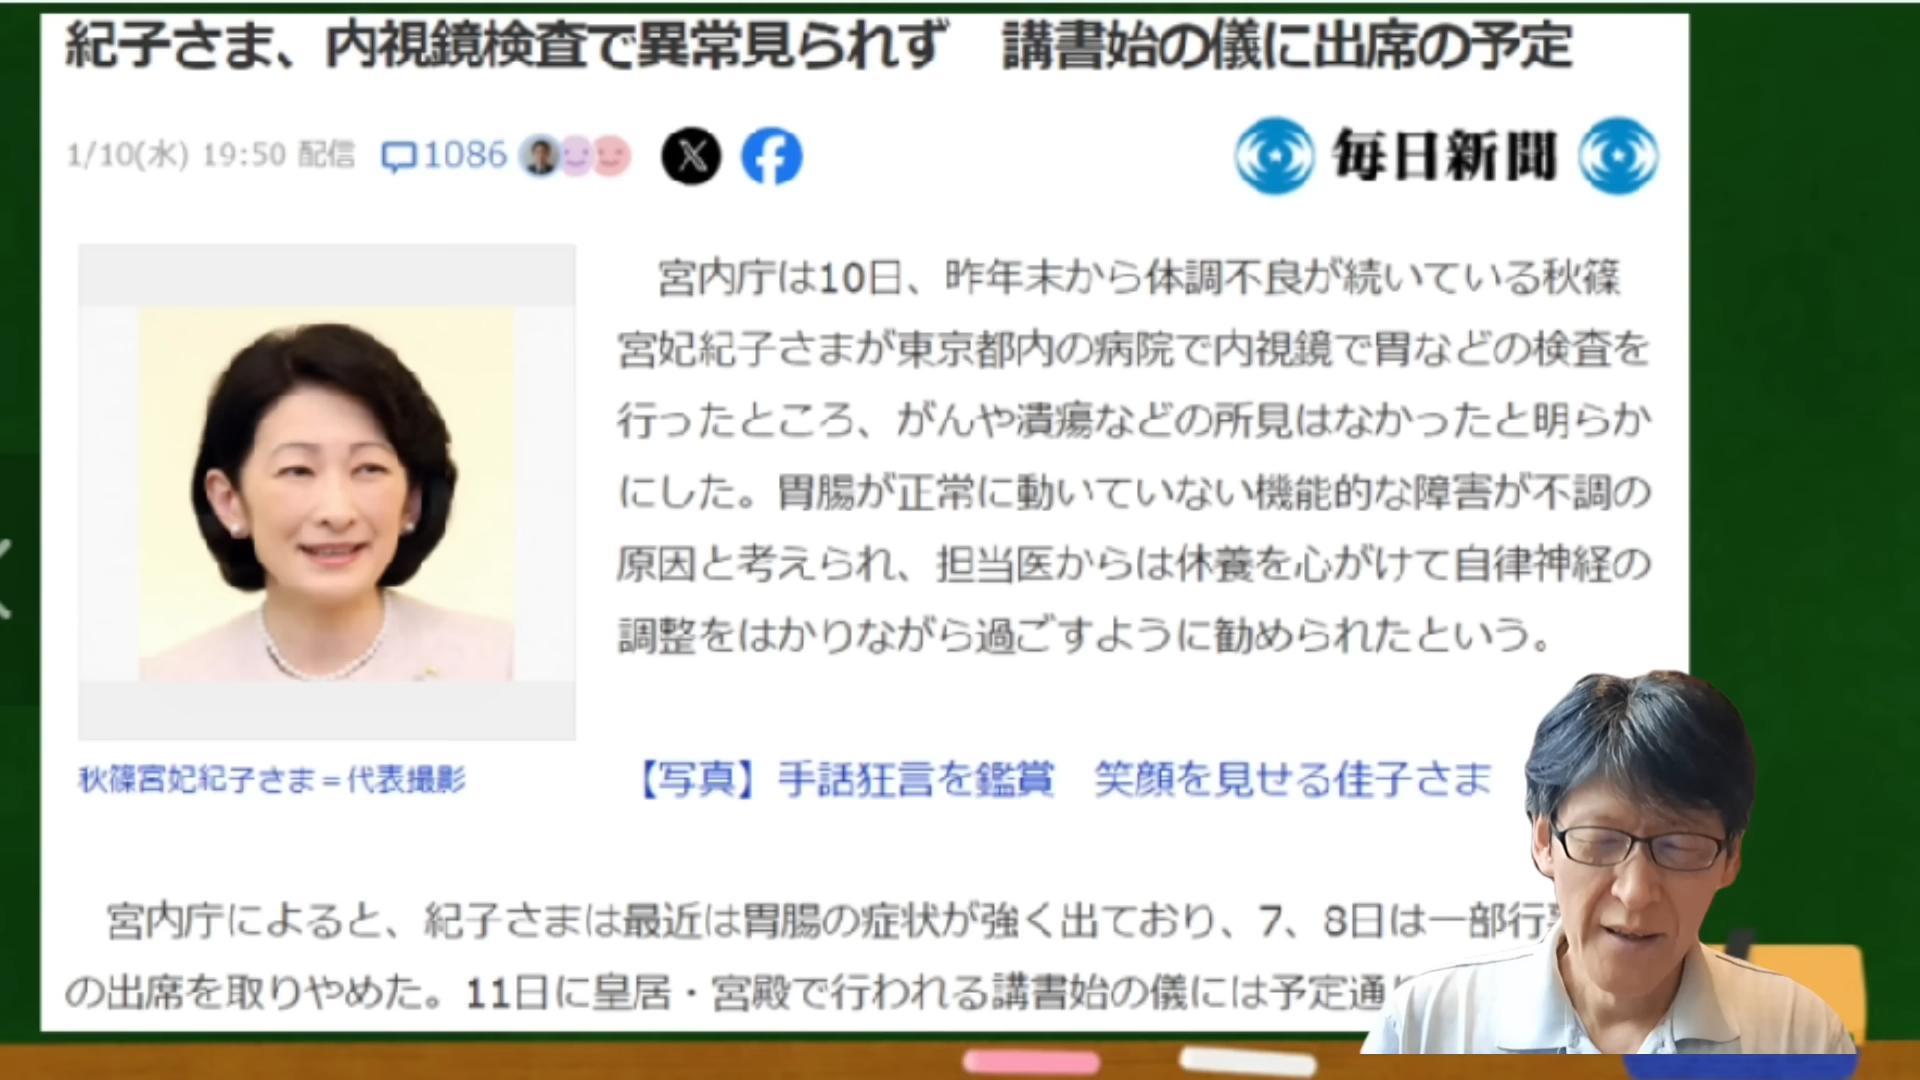 紀子さま、内視鏡検査で異常見られず　講書始の儀に出席の予定
1/10(水) 19:50 配信 1086
毎日新聞
宮内庁は10日、昨年末から体調不良が続いている秋篠
宮妃紀子さまが東京都内の病院で内視鏡で胃などの検査を
行ったところ、がんや潰瘍などの所見はなかったと明らか
にした。胃腸が正常に動いていない機能的な障害が不調の
原因と考えられ、担当医からは休養を心がけて自律神経の
調整をはかりながら過ごすように勧められたという。
秋篠宮妃紀子さま＝代表撮影
【写真】手話狂言を鑑賞　笑顔を見せる佳子さま
宮内庁によると、紀子さまは最近は胃腸の症状が強く出ており、7、8日は一部行事
の出席を取りやめた。11日に皇居・宮殿で行われる講書始の儀には予定通り